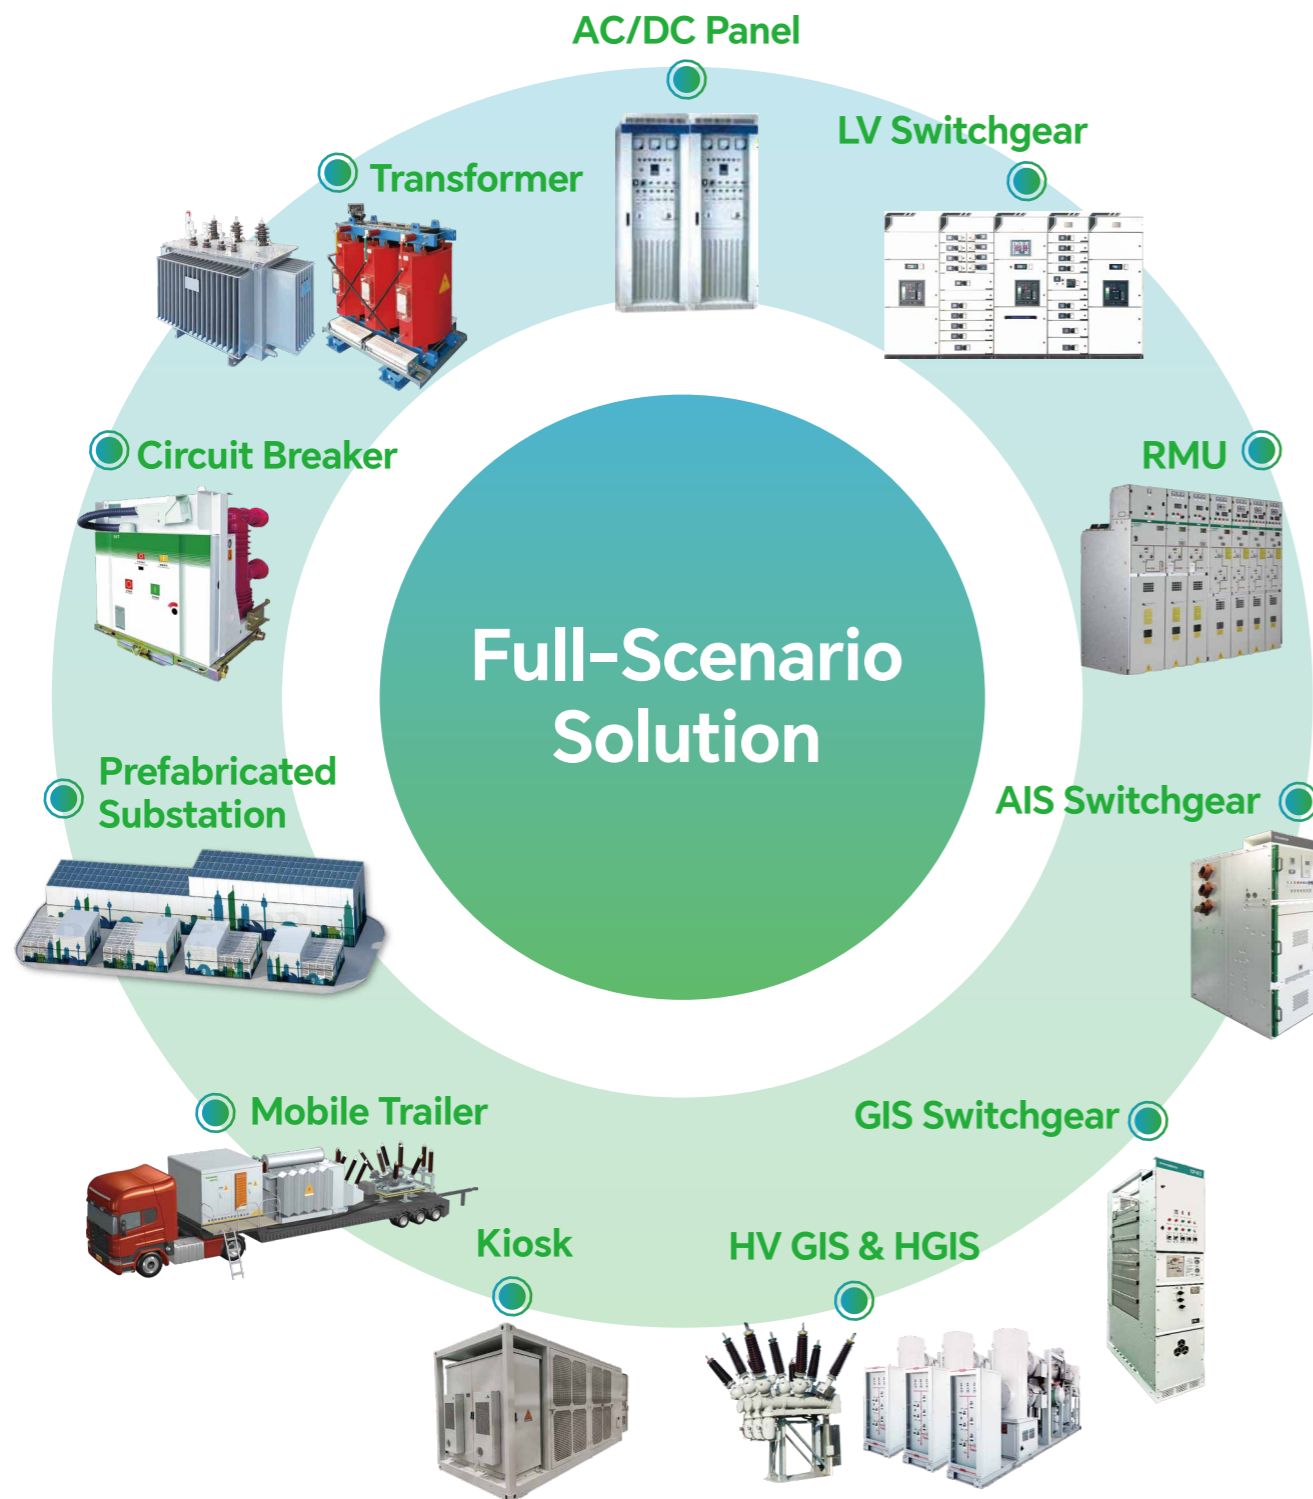 AC/DC Panel
LV Switchgear
Transformer
RMU
Circuit Breaker
Full-Scenario
Solution
Prefabricated
Substation
AIS Switchgear
Mobile Trailer
GIS Switchgear
Kiosk
HV GIS & HGIS